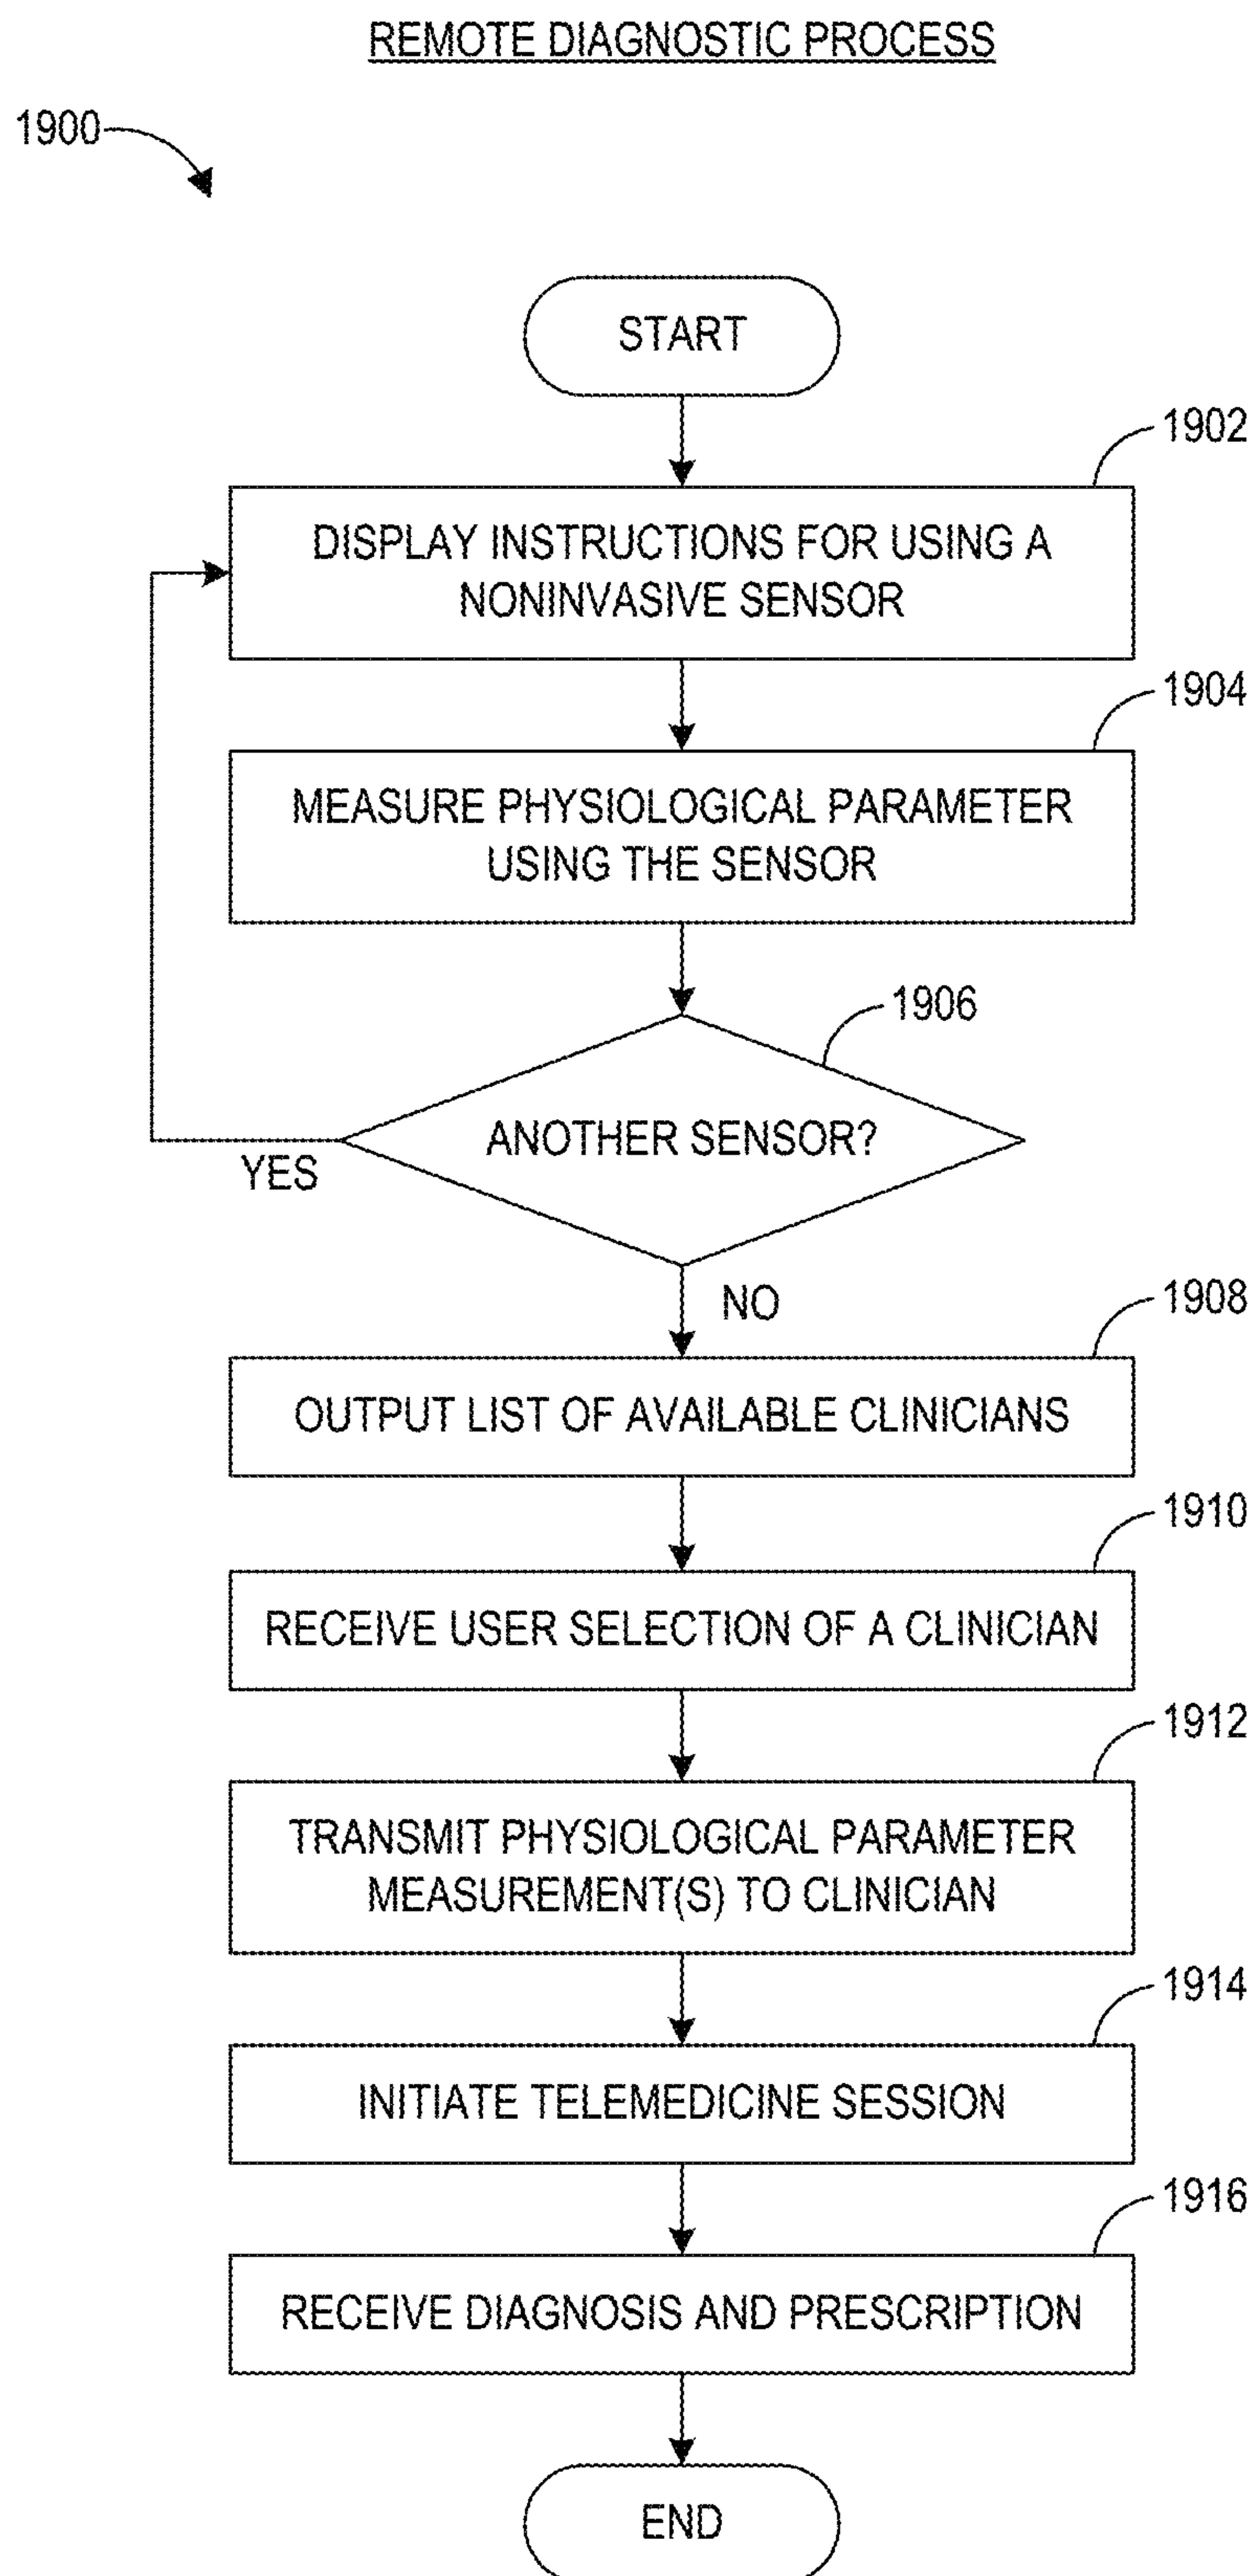 REMOTE DIAGNOSTIC PROCESS
1900
START
1902
DISPLAY INSTRUCTIONS FOR USING A
NONINVASIVE SENSOR
1904
MEASURE PHYSIOLOGICAL PARAMETER
USING THE SENSOR
1906
ANOTHER SENSOR?
YES
NO
1908
OUTPUT LIST OF AVAILABLE CLINICIANS
1910
RECEIVE USER SELECTION OF A CLINICIAN
1912
TRANSMIT PHYSIOLOGICAL PARAMETER
MEASUREMENT(S) TO CLINICIAN
1914
INITIATE TELEMEDICINE SESSION
1916
RECEIVE DIAGNOSIS AND PRESCRIPTION
END